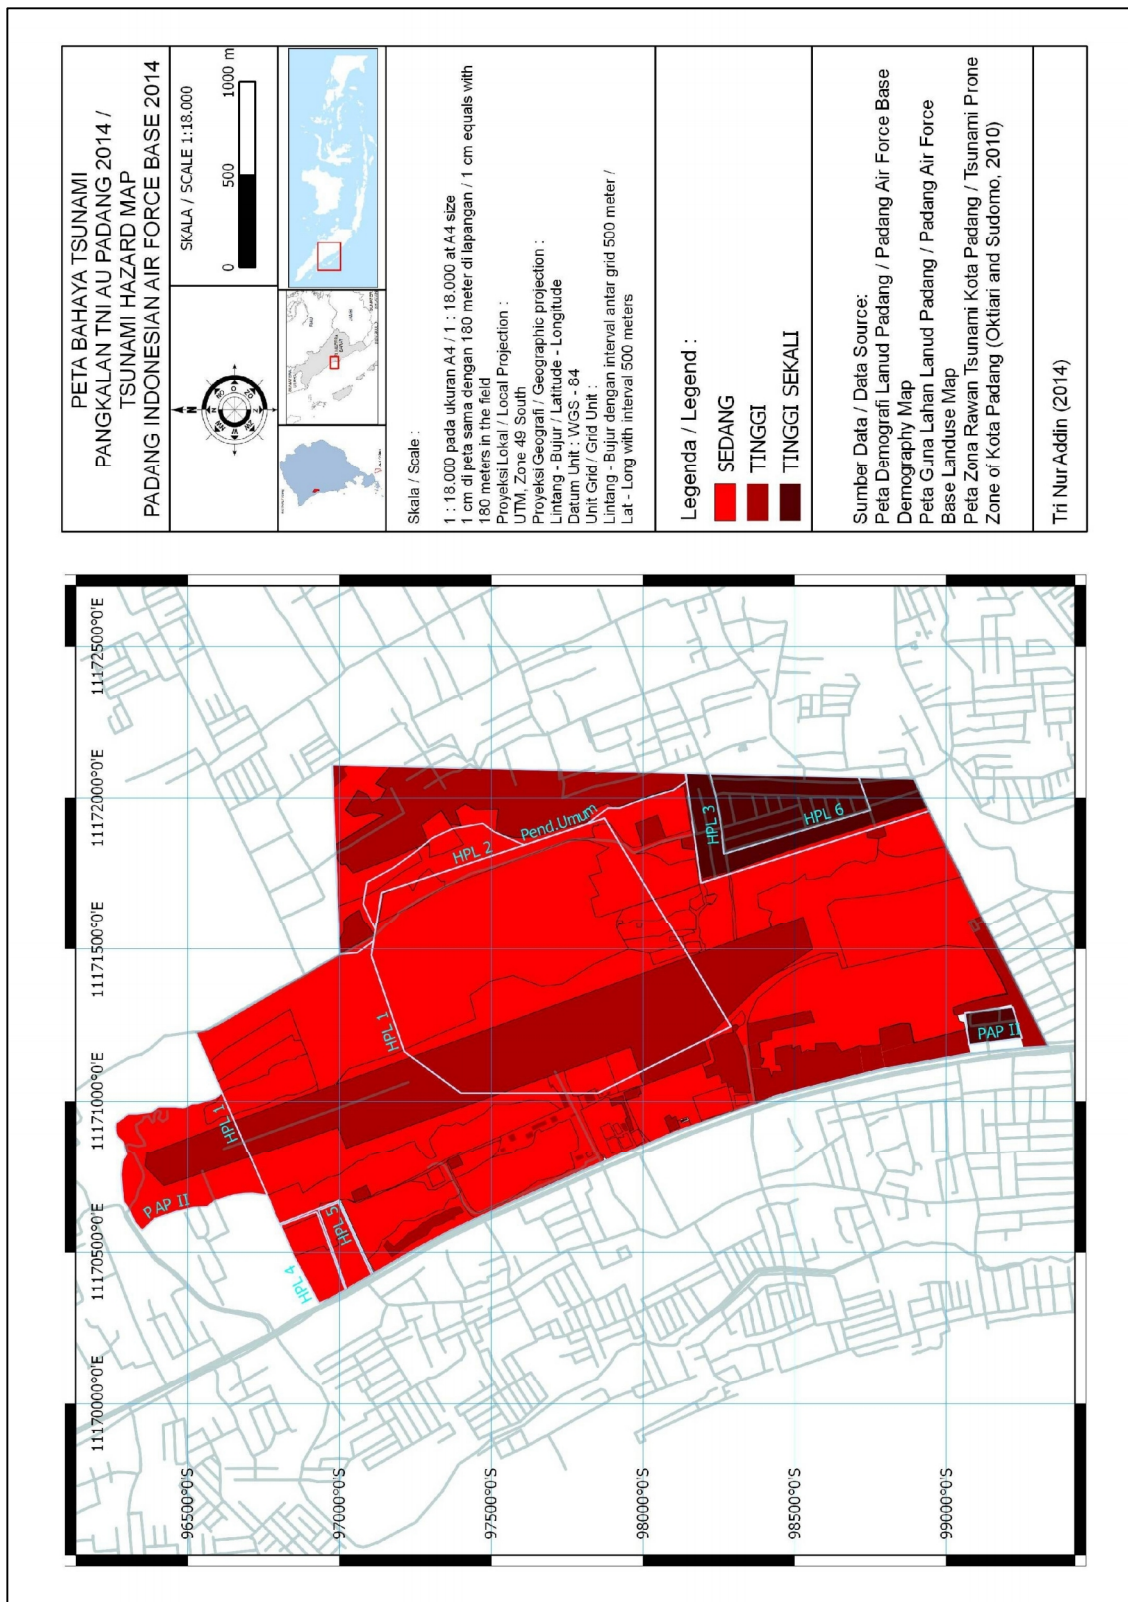 PETA BAHAYA TSUNAMI
PANGKALAN TNI AU PADANG 2014 /
TSUNAMI HAZARD MAP
PADANG INDONESIAN AIR FORCE BASE 2014
N
SKALA / SCALE 1:18.000
0 500 1000 m
Skala / Scale :
1 : 18.000 pada ukuran A4 / 1 : 18.000 at A4 size
1 cm di peta sama dengan 180 meter di lapangan / 1 cm equals with
180 meters in the field
Proyeksi Lokal / Local Projection :
UTM, Zone 49 South
Proyeksi Geografi / Geographic projection :
Lintang - Bujur / Latitude - Longitude
Datum Unit : WGS - 84
Unit Grid / Grid Unit :
Lintang - Bujur dengan interval antar grid 500 meter /
Lat - Long with interval 500 meters
Legenda / Legend :
SEDANG
TINGGI
TINGGI SEKALI
Sumber Data / Data Source:
Peta Demografi Lanud Padang / Padang Air Force Base
Demography Map
Peta Guna Lahan Lanud Padang / Padang Air Force
Base Landuse Map
Peta Zona Rawan Tsunami Kota Padang / Tsunami Prone
Zone of Kota Padang (Oktiari and Sudomo, 2010)
Tri Nur Addin (2014)
11170000°0'E
11170500°0'E
11171000°0'E
11171500°0'E
11172000°0'E
11172500°0'E
96500°0'S
97000°0'S
97500°0'S
98000°0'S
98500°0'S
99000°0'S
P AP II
HPL 1
HPL 4
HPL 5
HPL 1
HPL 2
Pend.Umum
HPL 3
HPL 6
PAP II